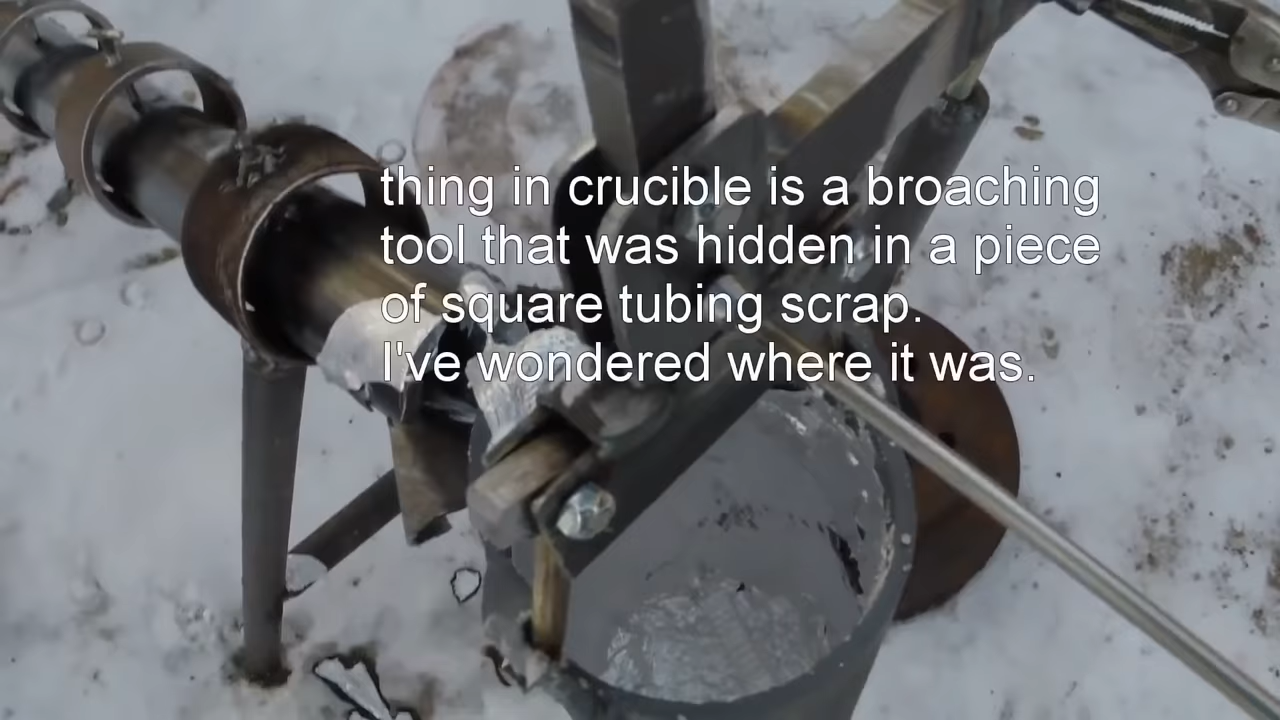 thing in crucible is a broaching
tool that was hidden in a piece
of square tubing scrap.
I've wondered where it was.